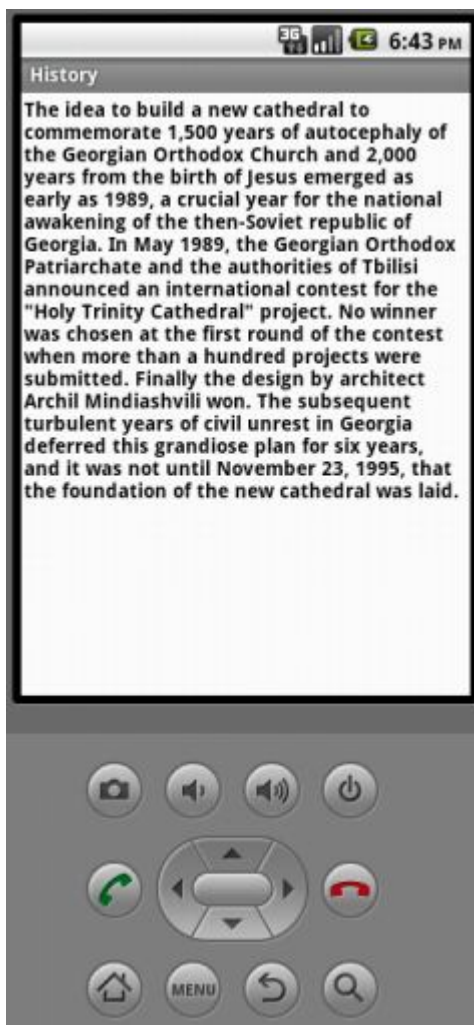 3G 6:43 PM
History
The idea to build a new cathedral to
commemorate 1,500 years of autocephaly of
the Georgian Orthodox Church and 2,000
years from the birth of Jesus emerged as
early as 1989, a crucial year for the national
awakening of the then-Soviet republic of
Georgia. In May 1989, the Georgian Orthodox
Patriarchate and the authorities of Tbilisi
announced an international contest for the
"Holy Trinity Cathedral" project. No winner
was chosen at the first round of the contest
when more than a hundred projects were
submitted. Finally the design by architect
Archil Mindiashvili won. The subsequent
turbulent years of civil unrest in Georgia
deferred this grandiose plan for six years,
and it was not until November 23, 1995, that
the foundation of the new cathedral was laid.
MENU